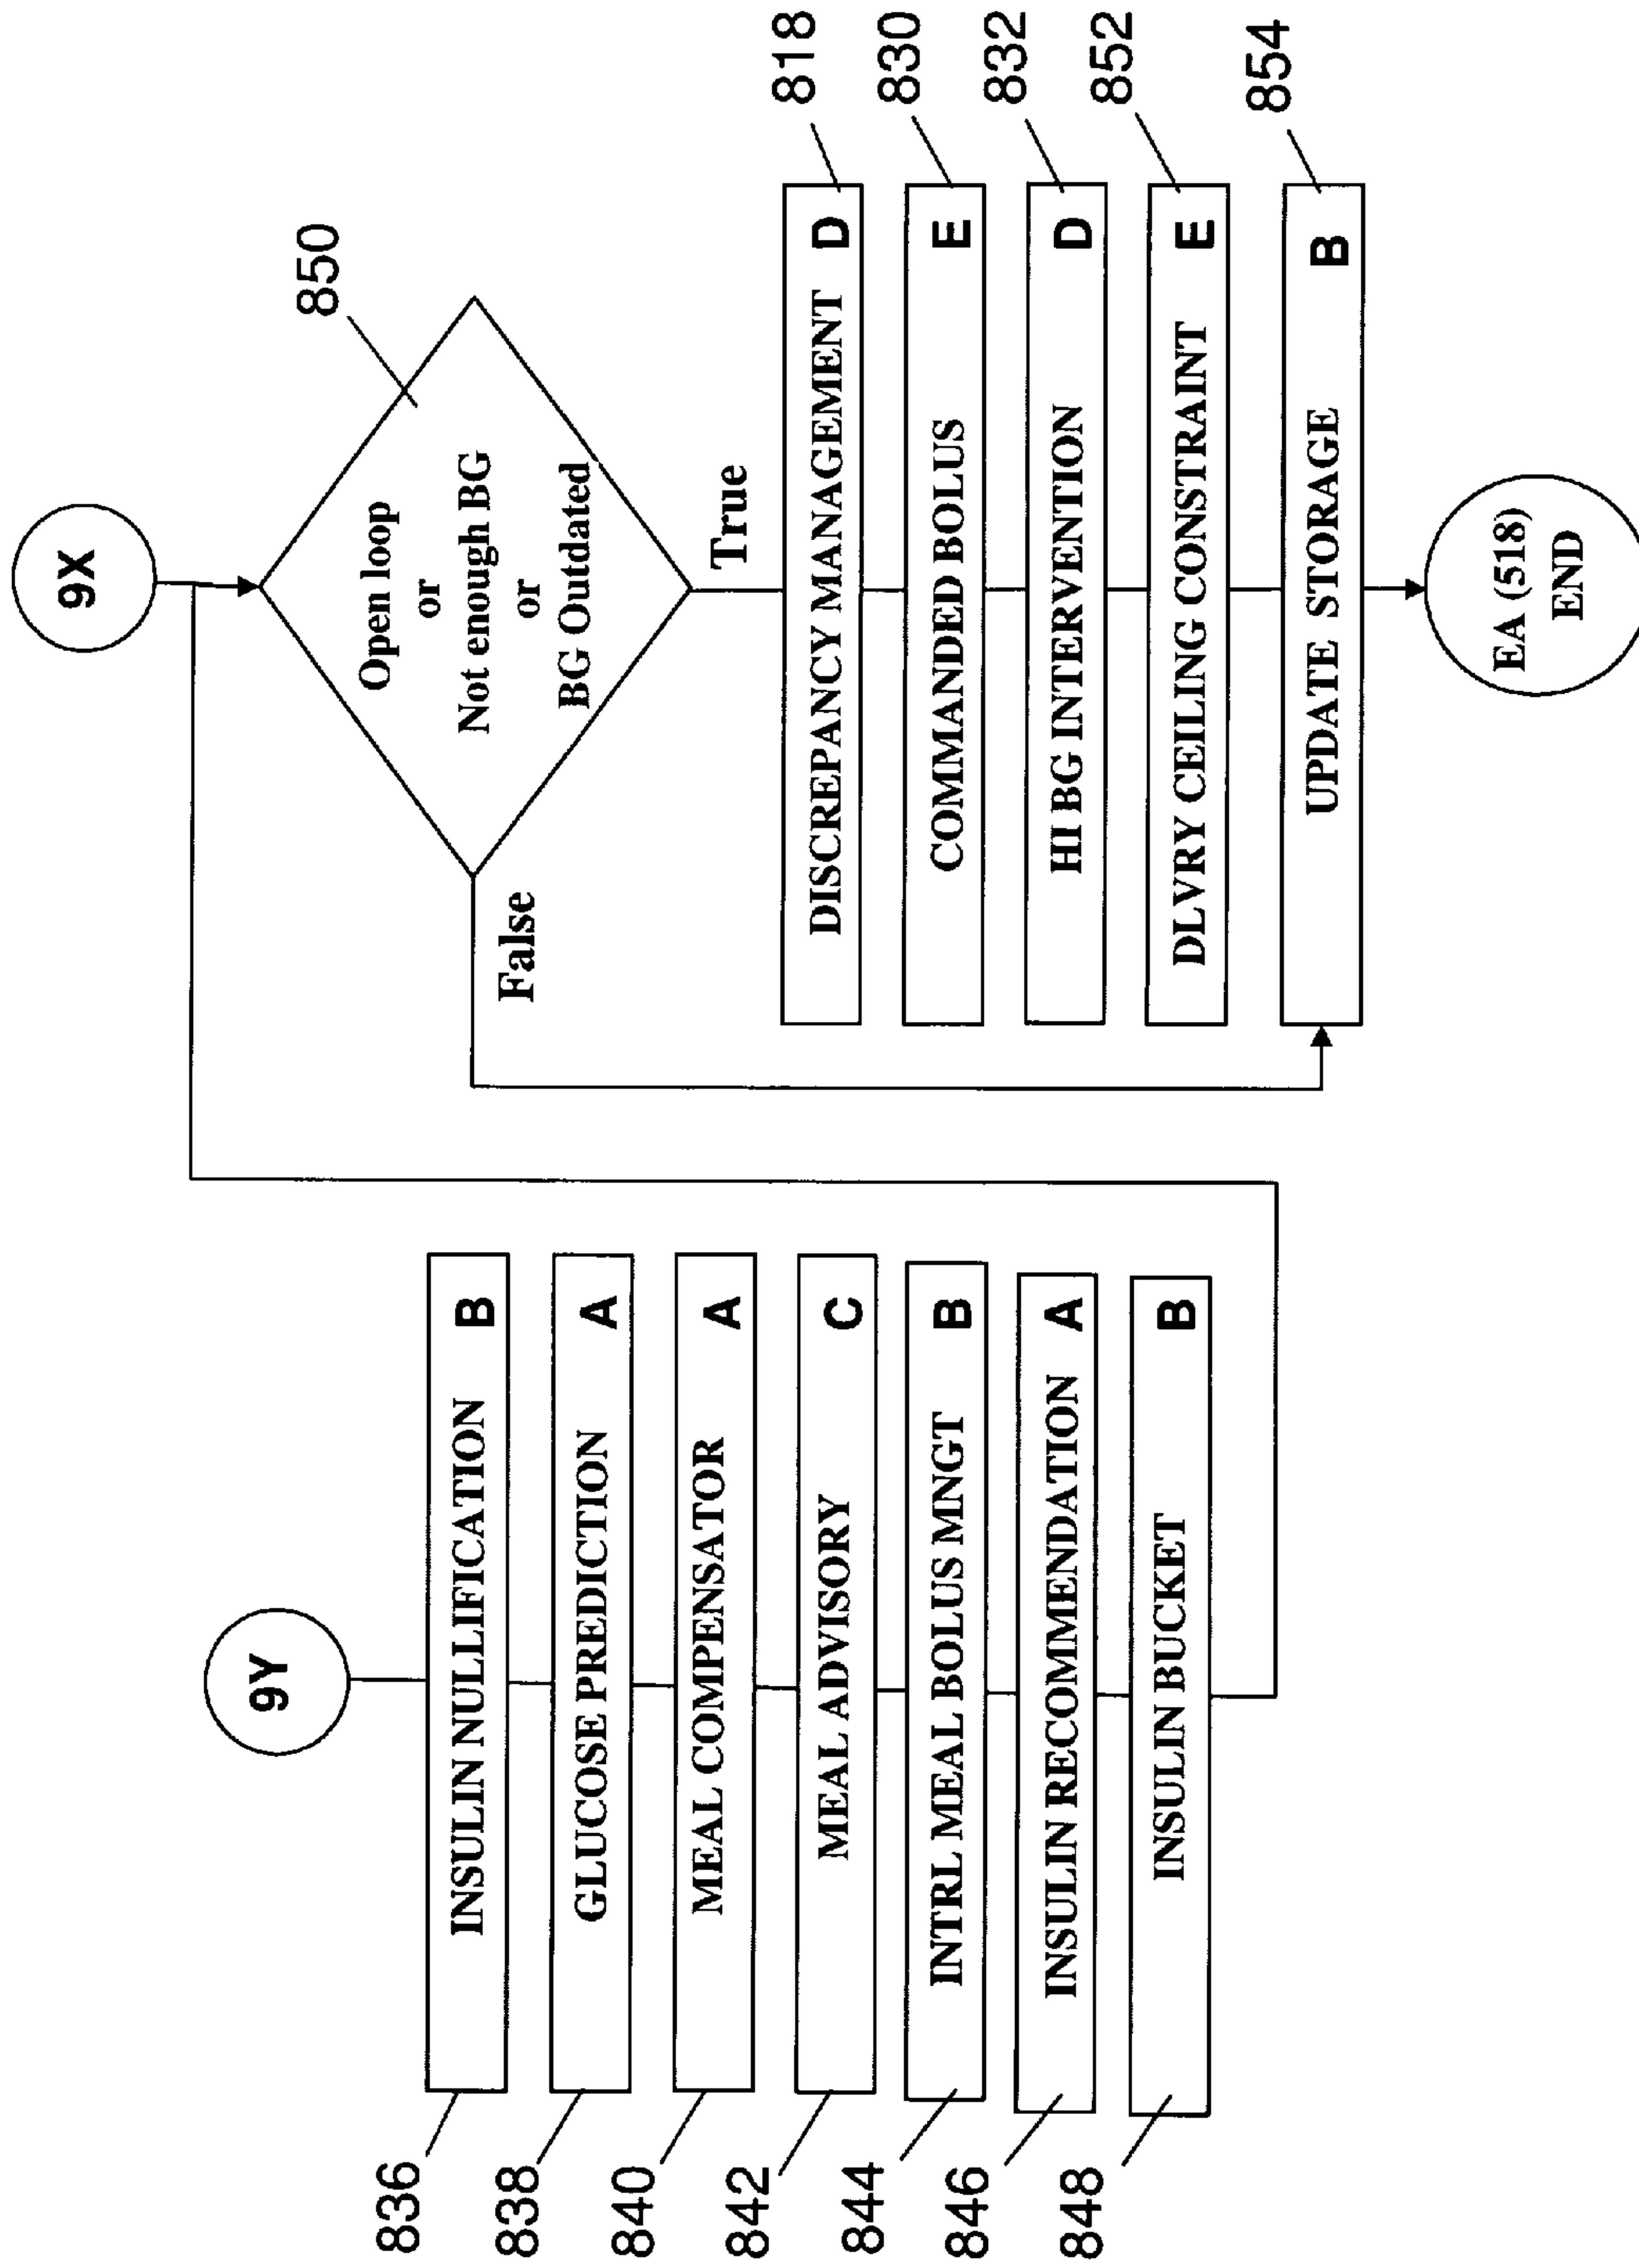 9Y
836
INSULIN NULLIFICATION B
838
GLUCOSE PREDICTION A
840
MEAL COMPENSATOR A
842
MEAL ADVISORY C
844
INTRL MEAL BOLUS MNGT B
846
INSULIN RECOMMENDATION A
848
INSULIN BUCKET B
9X
850
Open loop
or
Not enough BG
or
BG Outdated
False
True
DISCREPANCY MANAGEMENT D
818
COMMANDED BOLUS E
830
HI BG INTERVENTION D
832
DLVRY CEILING CONSTRAINT E
852
UPDATE STORAGE B
854
EA (518)
END